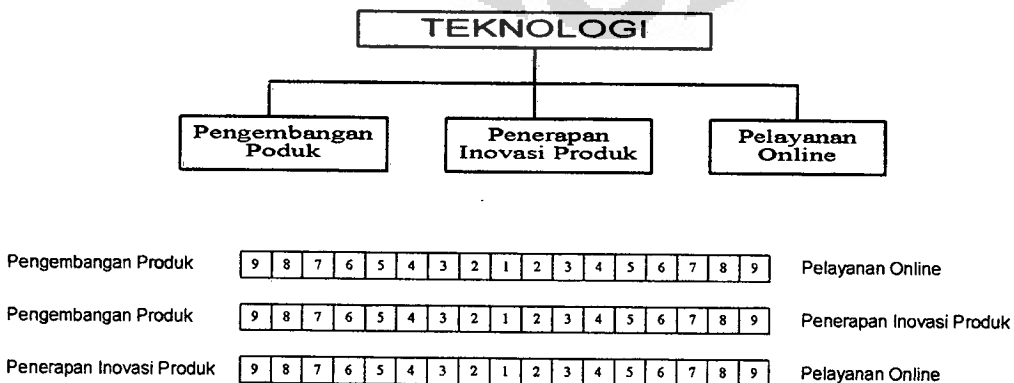 TEKNOLOGI
Pengembangan
Poduk
Penerapan
Inovasi Produk
Pelayanan
Online
Pengembangan Produk 9 8 7 6 5 4 3 2 1 2 3 4 5 6 7 8 9 Pelayanan Online
Pengembangan Produk 9 8 7 6 5 4 3 2 1 2 3 4 5 6 7 8 9 Penerapan Inovasi Produk
Penerapan Inovasi Produk 9 8 7 6 5 4 3 2 1 2 3 4 5 6 7 8 9 Pelayanan Online